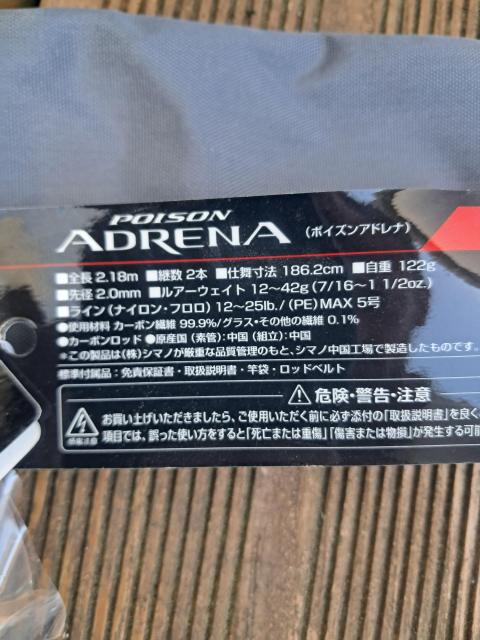 POISON
ADRENA (ポイズンアドレナ)
■全長 2.18m ■継数 2本 ■仕舞寸法 186.2cm ■自重 122g
■先径 2.0mm ■ルアーウェイト 12~42g (7/16~1 1/2oz.)
■ライン (ナイロン・フロロ) 12~25lb./(PE) MAX 5号
●使用材料 カーボン繊維 99.9%/グラス・その他の繊維 0.1%
●カーボンロッド ●原産国 (素管):中国 (組立):中国
*この製品は(株)シマノが厳重な品質管理のもと、シマノ中国工場で製造したものです。
標準付属品:免責保証書・取扱説明書・竿袋・ロッドベルト
危険・警告・注意
お買い上げいただきましたら、ご使用いただく前に必ず添付の「取扱説明書」を良く
項目では、誤った使い方をすると「死亡または重傷」「傷害または物損」が発生する可能
感電注意